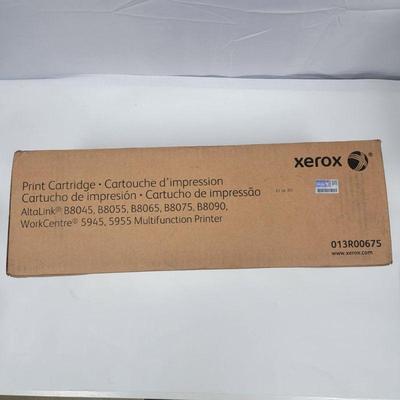 xerox
Print Cartridge • Cartouche d'impression
Cartucho de impresión • Cartucho de impressão
AltaLink® B8045, B8055, B8065, B8075, B8090,
WorkCentre® 5945, 5955 Multifunction Printer
013R00675
www.xerox.com